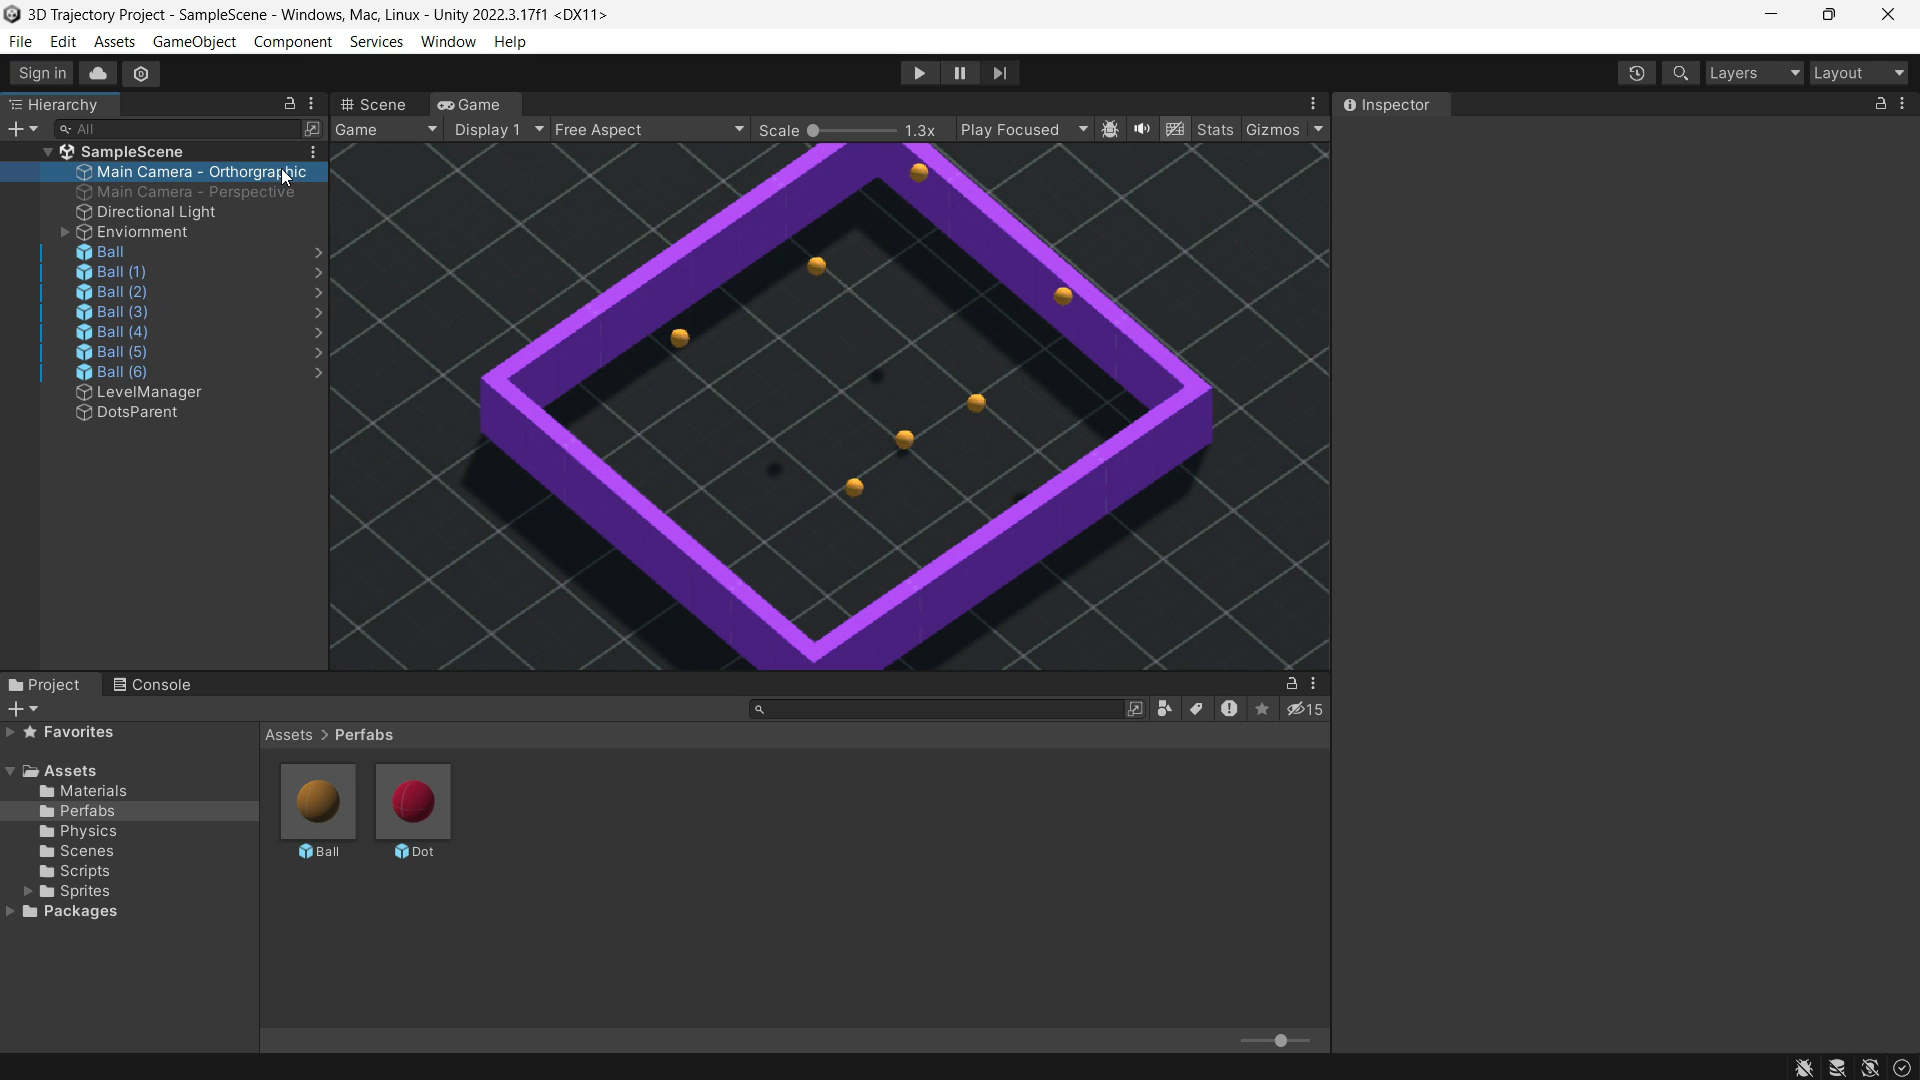 3D Trajectory Project - SampleScene - Windows, Mac, Linux - Unity 2022.3.17f1 <DX11>
File Edit Assets GameObject Component Services Window Help
Sign in
Layers Layout
Hierarchy
All
SampleScene
Main Camera - Orthorgraphic
Main Camera - Perspective
Directional Light
Enviornment
Ball
Ball (1)
Ball (2)
Ball (3)
Ball (4)
Ball (5)
Ball (6)
LevelManager
DotsParent
Scene Game
Game Display 1 Free Aspect Scale 1.3x Play Focused Stats Gizmos
Inspector
Project Console
15
Favorites
Assets
Materials
Perfabs
Physics
Scenes
Scripts
Sprites
Packages
Assets > Perfabs
Ball Dot